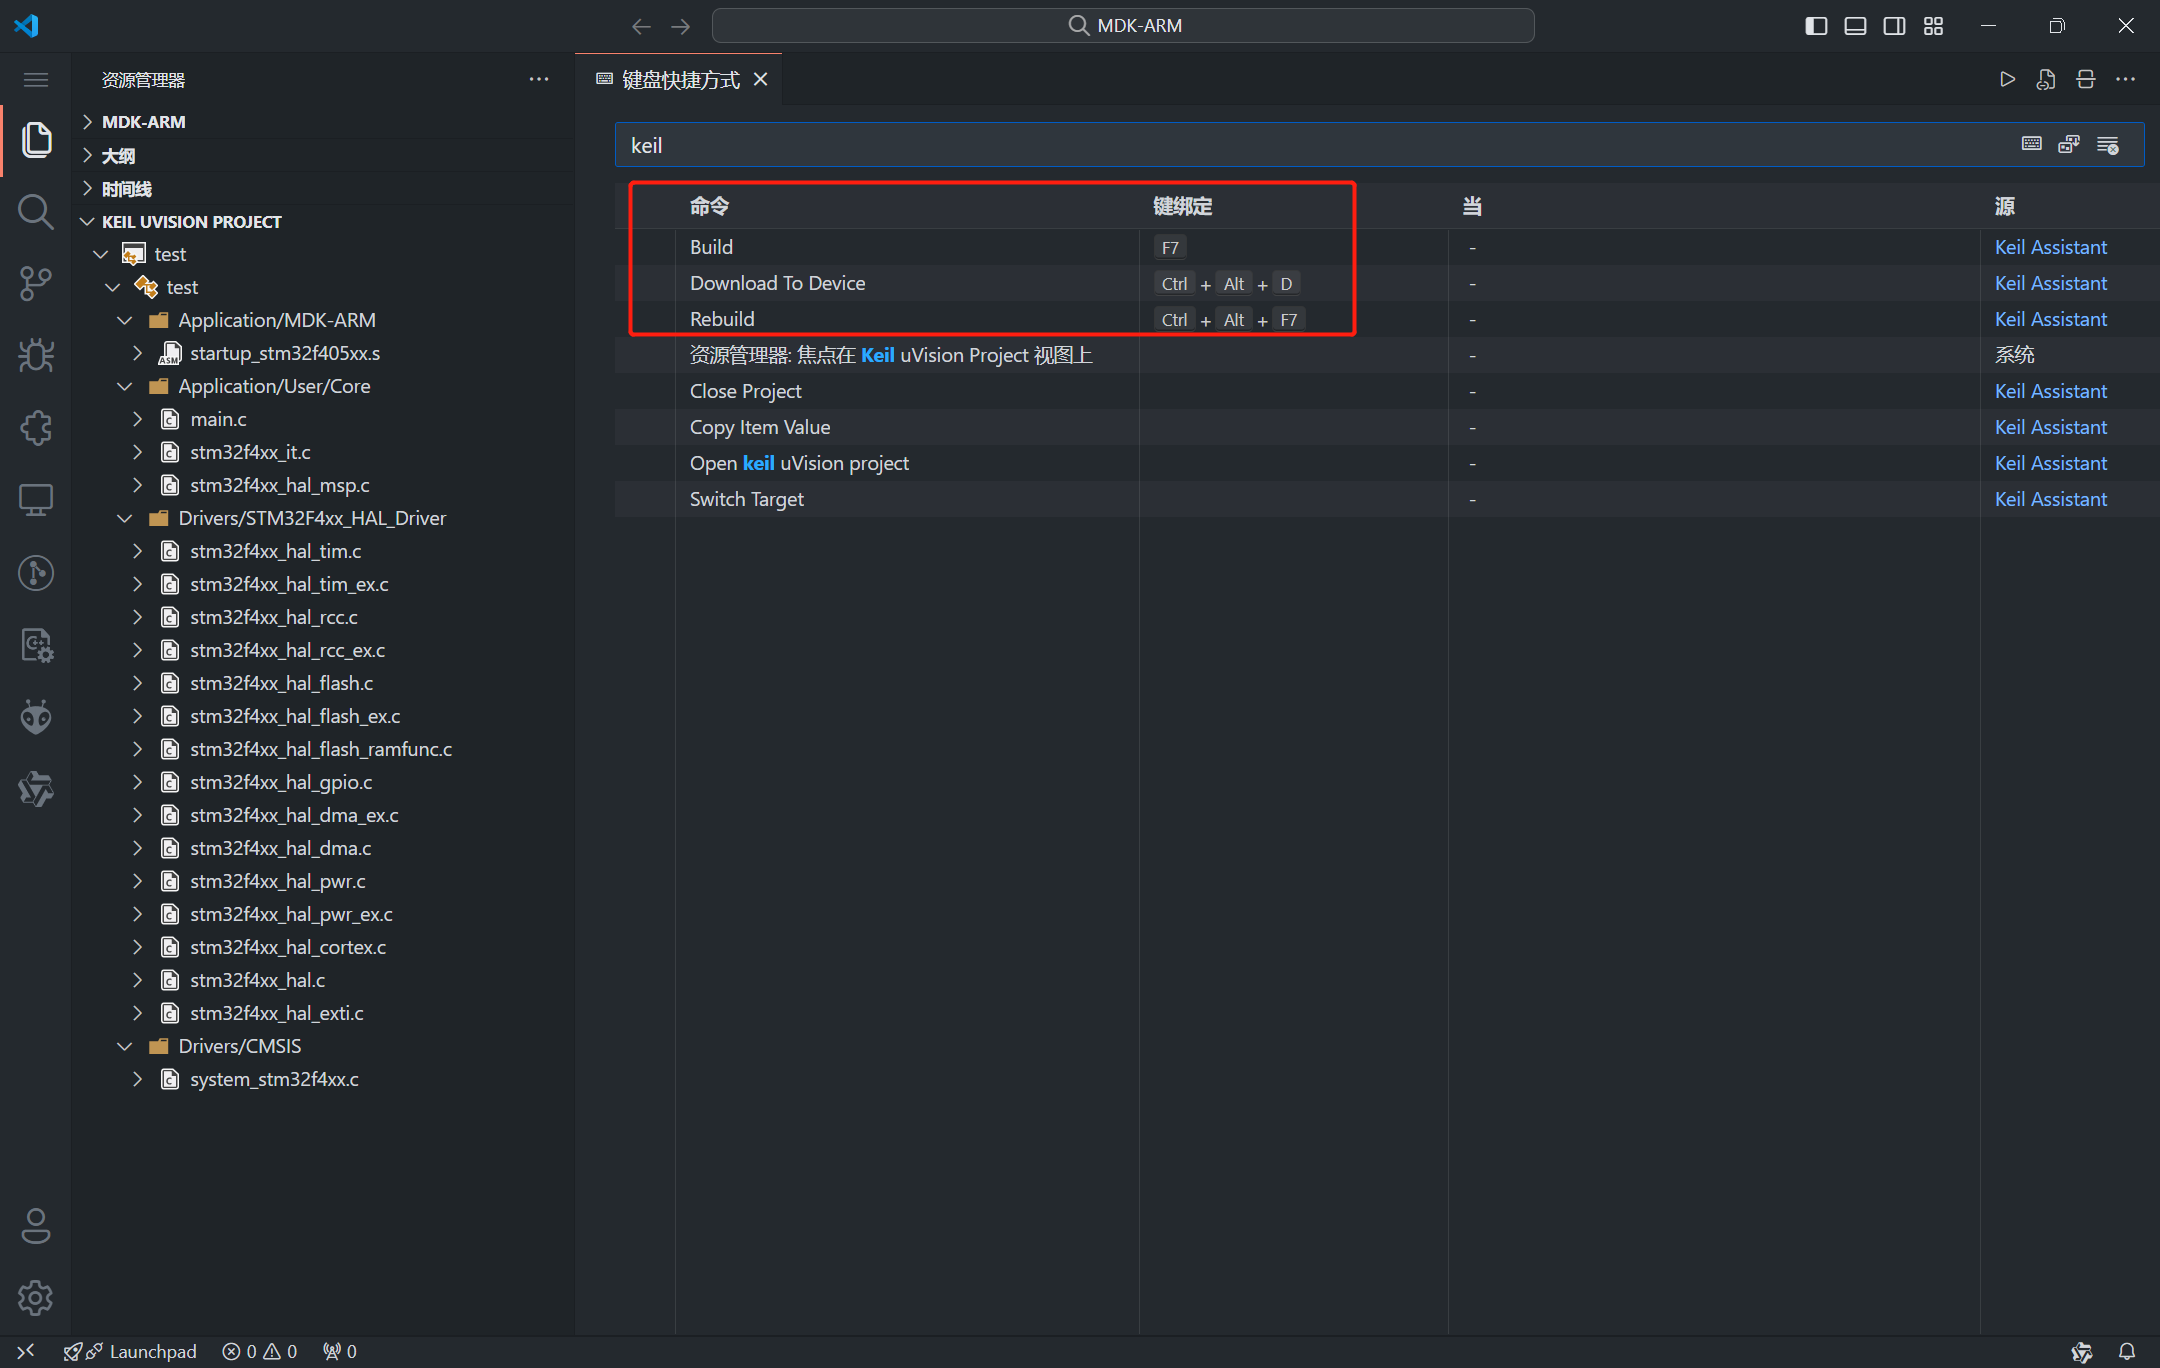 MDK-ARM
资源管理器
键盘快捷方式
MDK-ARM
大纲
时间线
KEIL UVISION PROJECT
test
test
Application/MDK-ARM
ASM startup_stm32f405xx.s
Application/User/Core
main.c
stm32f4xx_it.c
stm32f4xx_hal_msp.c
Drivers/STM32F4xx_HAL_Driver
stm32f4xx_hal_tim.c
stm32f4xx_hal_tim_ex.c
stm32f4xx_hal_rcc.c
stm32f4xx_hal_rcc_ex.c
stm32f4xx_hal_flash.c
stm32f4xx_hal_flash_ex.c
stm32f4xx_hal_flash_ramfunc.c
stm32f4xx_hal_gpio.c
stm32f4xx_hal_dma_ex.c
stm32f4xx_hal_dma.c
stm32f4xx_hal_pwr.c
stm32f4xx_hal_pwr_ex.c
stm32f4xx_hal_cortex.c
stm32f4xx_hal.c
stm32f4xx_hal_exti.c
Drivers/CMSIS
system_stm32f4xx.c
keil
命令 键绑定 当 源
Build F7 - Keil Assistant
Download To Device Ctrl + Alt + D - Keil Assistant
Rebuild Ctrl + Alt + F7 - Keil Assistant
资源管理器: 焦点在 Keil uVision Project 视图上 - 系统
Close Project - Keil Assistant
Copy Item Value - Keil Assistant
Open keil uVision project - Keil Assistant
Switch Target - Keil Assistant
Launchpad 0 0 0